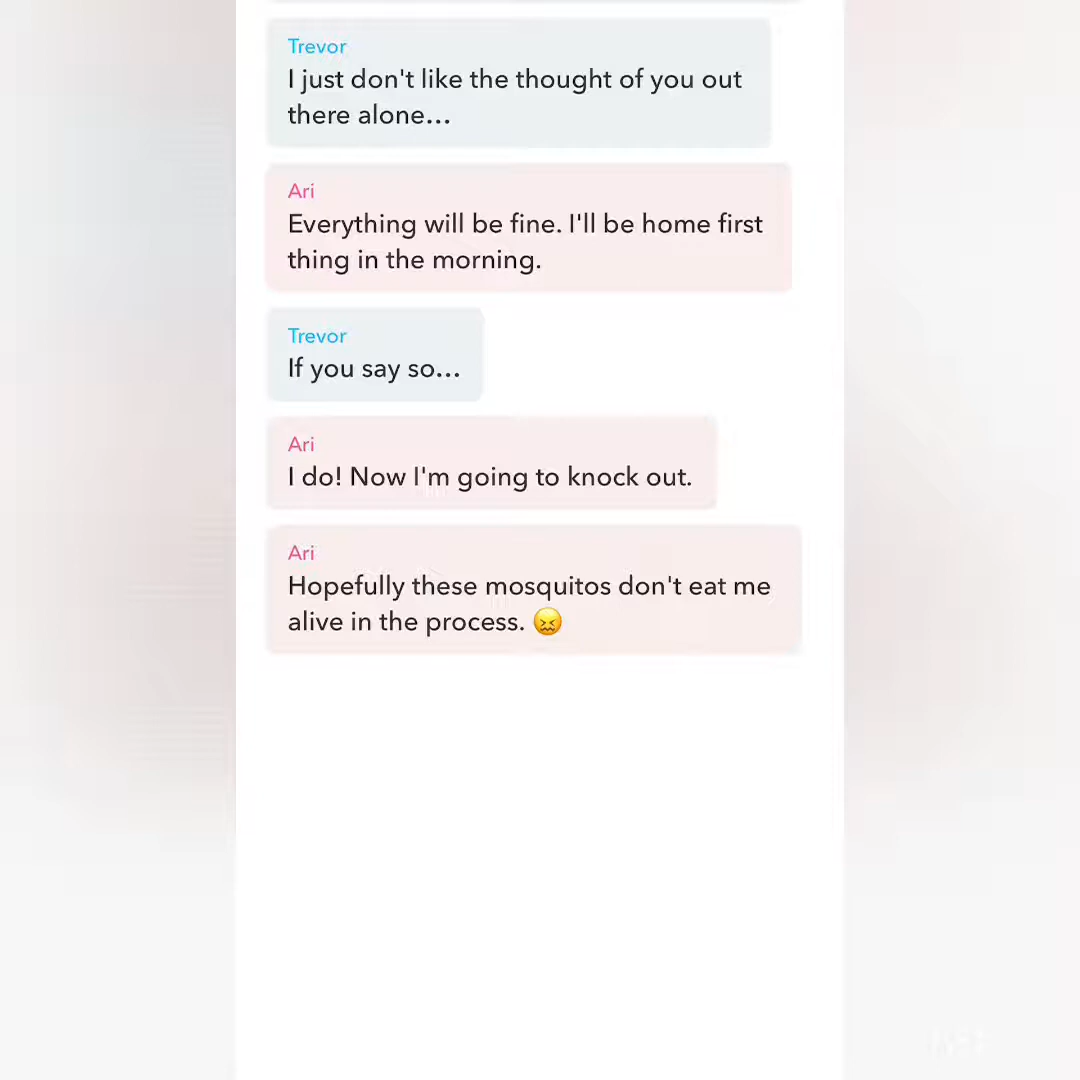 Trevor
I just don't like the thought of you out
there alone...
Ari
Everything will be fine. I'll be home first
thing in the morning.
Trevor
If you say so...
Ari
I do! Now I'm going to knock out.
Ari
Hopefully these mosquitos don't eat me
alive in the process. 😖